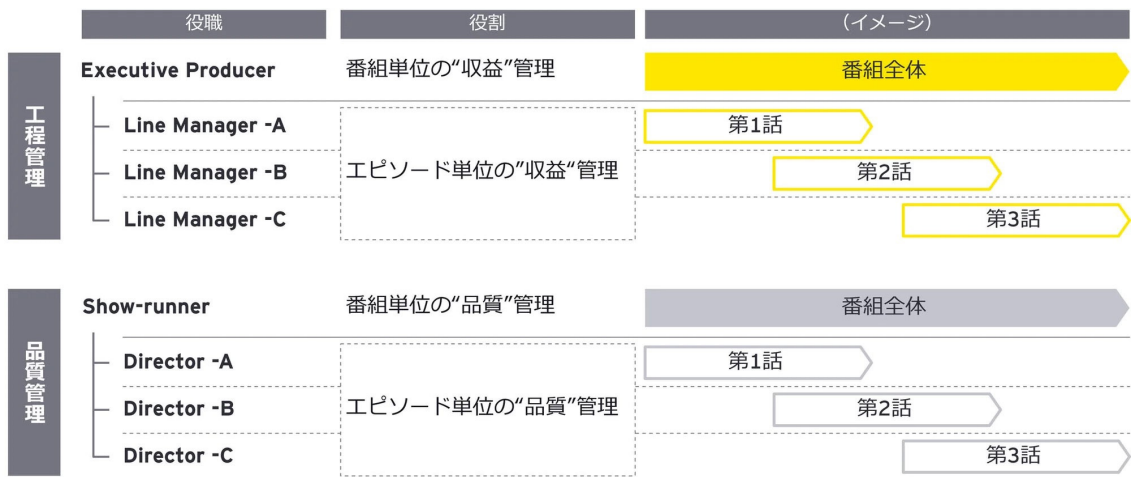 役職 役割 （イメージ）
工程管理
Executive Producer 番組単位の“収益”管理 番組全体
Line Manager -A 第1話
Line Manager -B エピソード単位の”収益“管理 第2話
Line Manager -C 第3話
品質管理
Show-runner 番組単位の“品質”管理 番組全体
Director -A 第1話
Director -B エピソード単位の“品質”管理 第2話
Director -C 第3話